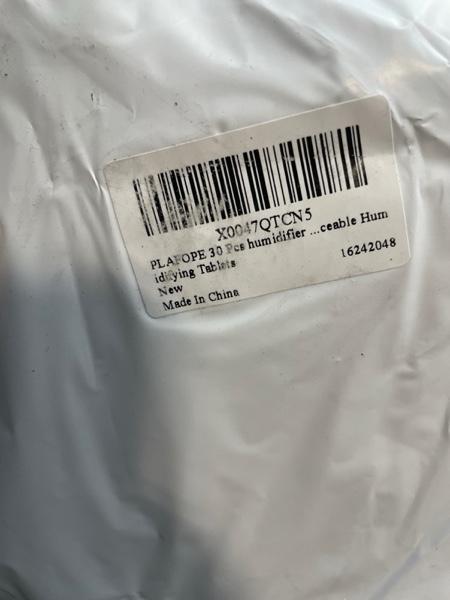 X0047QTCN5
PLAFOPE 30 Pcs humidifier ...ceable Hum
idifying Tablets
New
16242048
Made In China